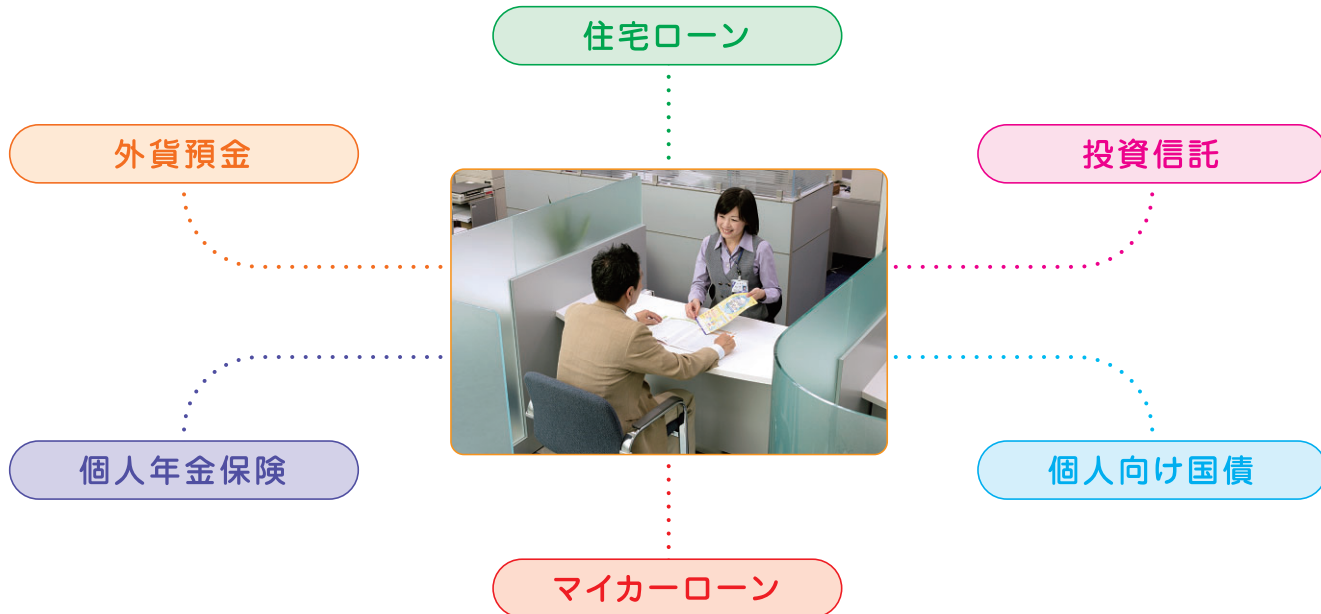 住宅ローン
外貨預金
投資信託
個人年金保険
個人向け国債
マイカーローン